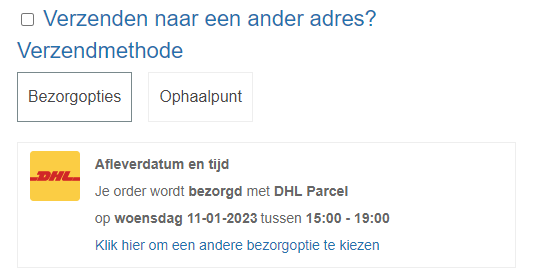 Verzenden naar een ander adres?
Verzendmethode
Bezorgopties Ophaalpunt
DHL
Afleverdatum en tijd
Je order wordt bezorgd met DHL Parcel
op woensdag 11-01-2023 tussen 15:00 - 19:00
Klik hier om een andere bezorgoptie te kiezen